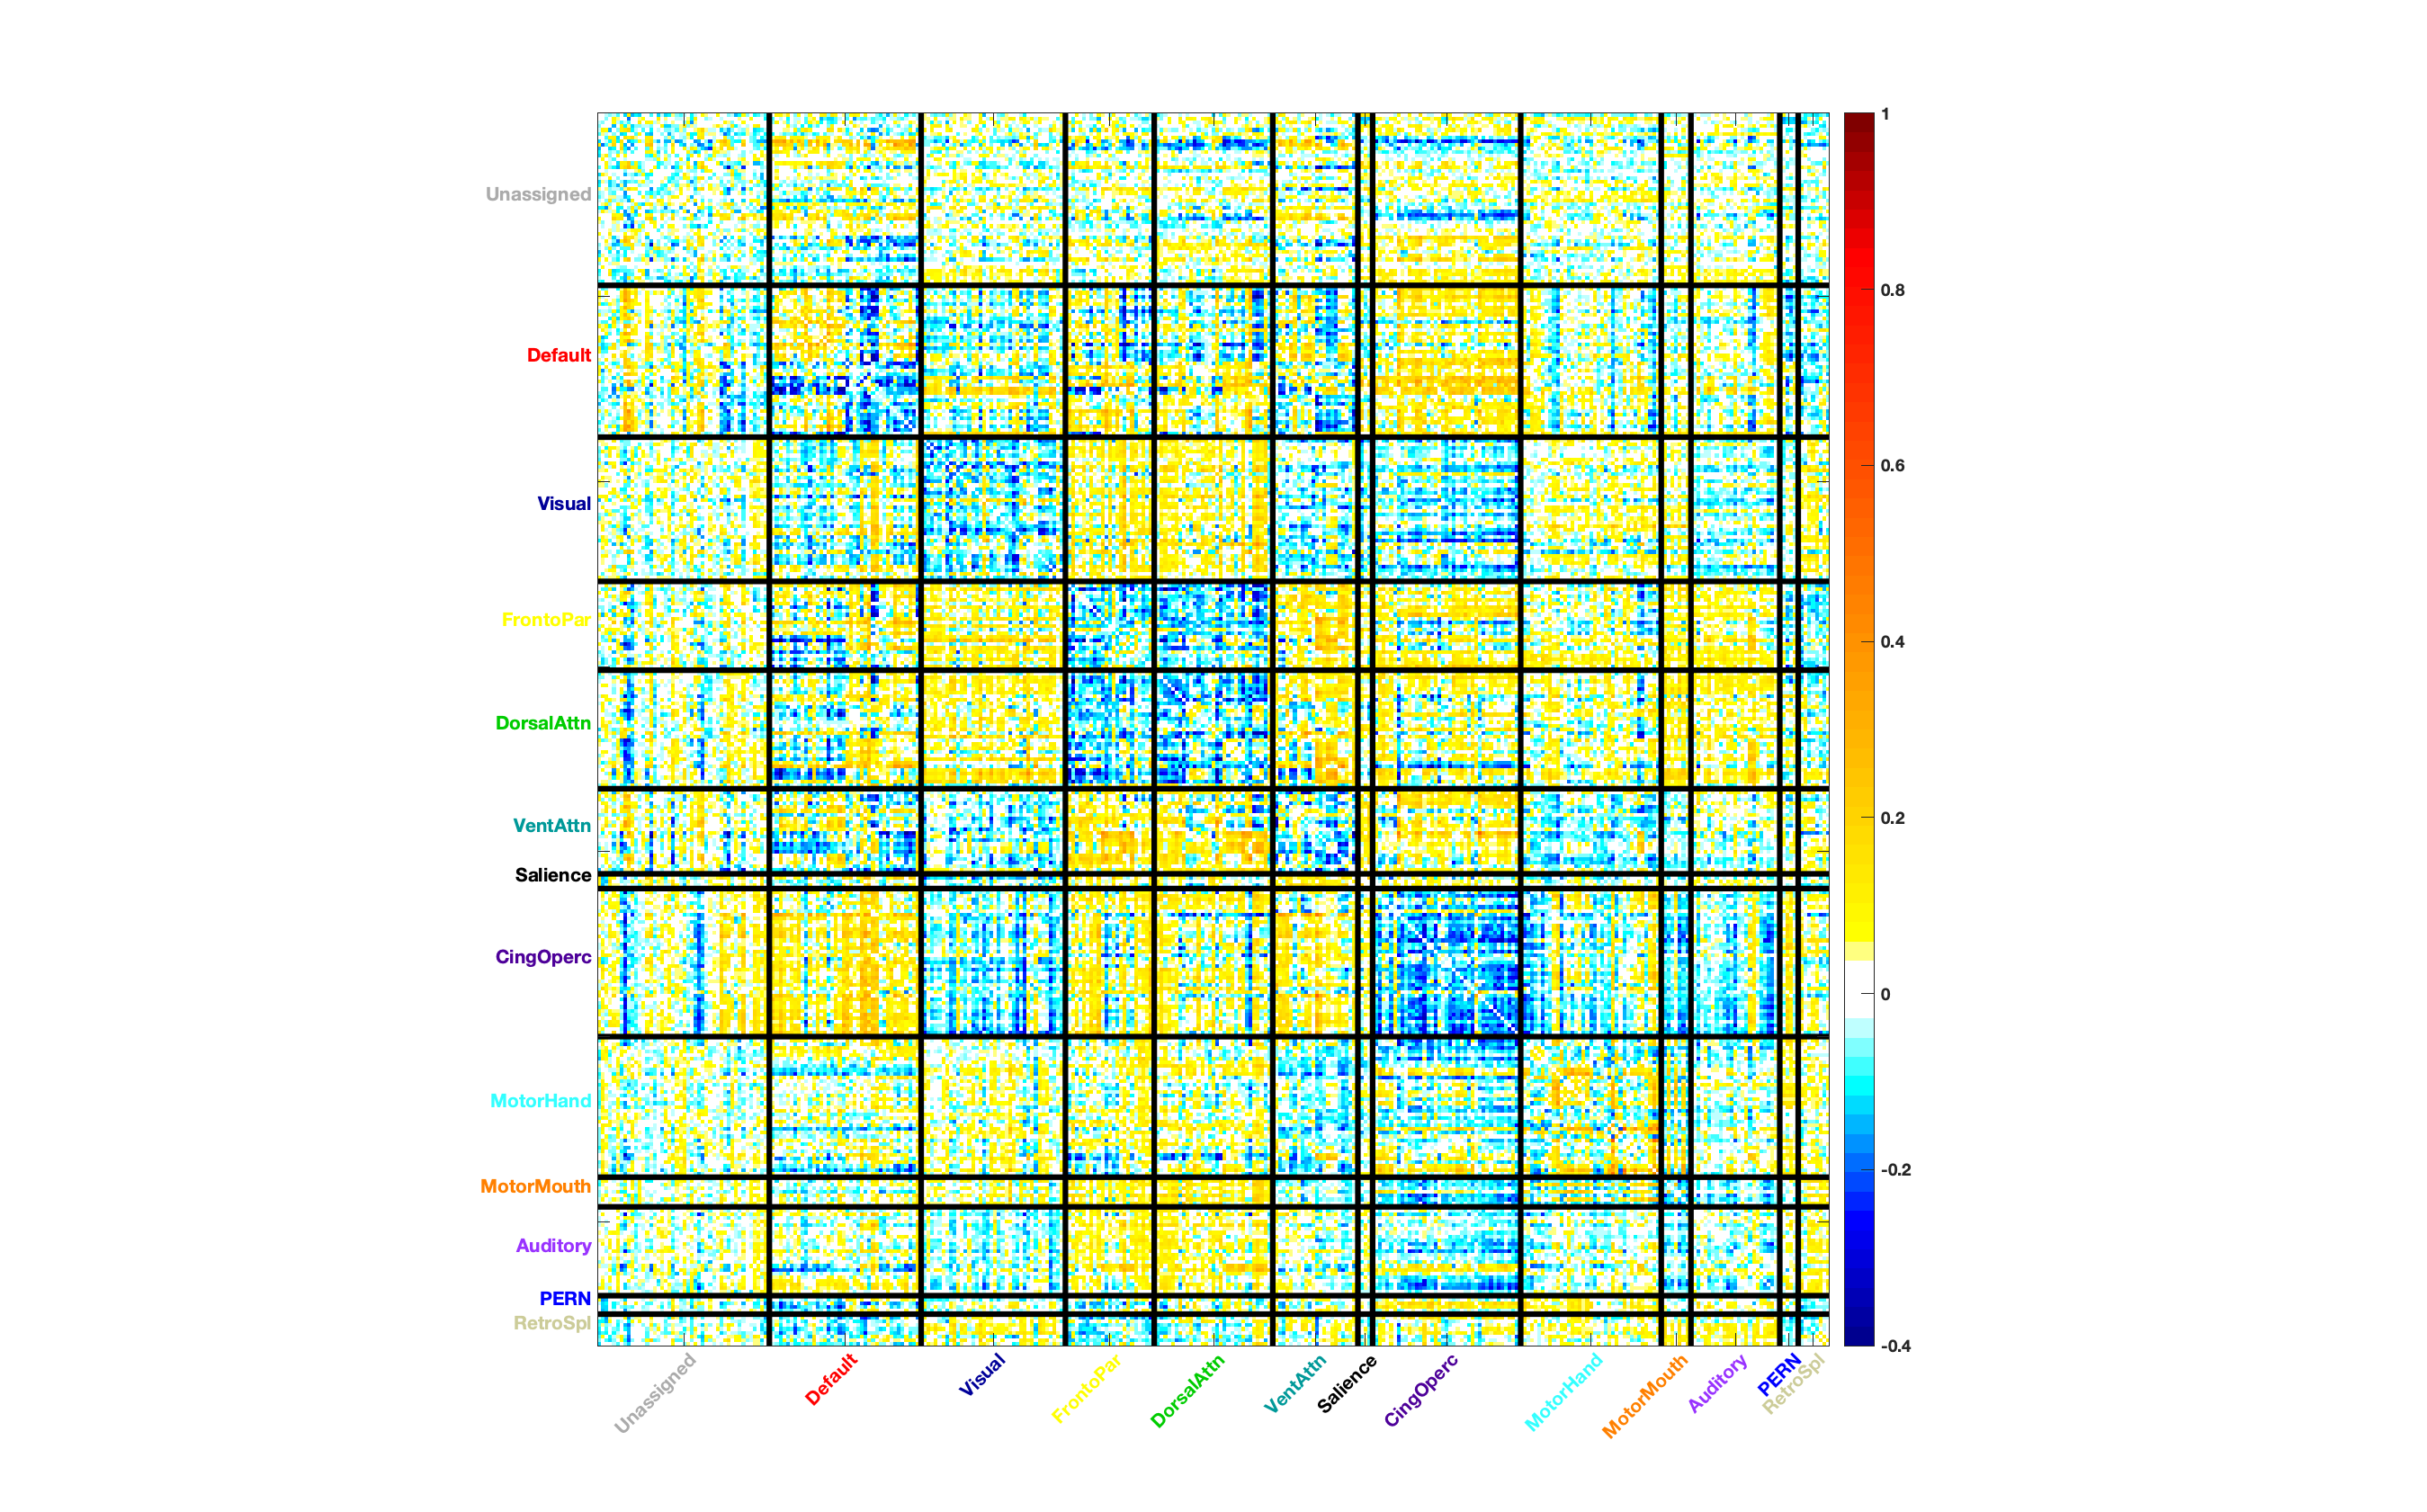 Unassigned
Default
Visual
FrontoPar
DorsalAttn
VentAttn
Salience
CingOperc
MotorHand
MotorMouth
Auditory
PERN
RetroSpl
Unassigned
Default
Visual
FrontoPar
DorsalAttn
VentAttn
Salience
CingOperc
MotorHand
MotorMouth
Auditory
PERN
RetroSpl
1
0.8
0.6
0.4
0.2
0
-0.2
-0.4